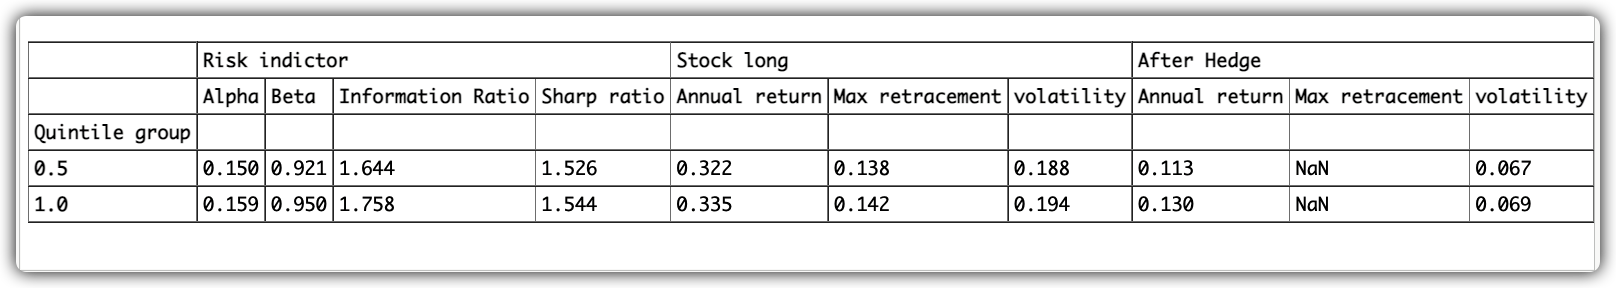 Risk indictor Stock long After Hedge
Alpha Beta Information Ratio Sharp ratio Annual return Max retracement volatility Annual return Max retracement volatility
Quintile group
0.5 0.150 0.921 1.644 1.526 0.322 0.138 0.188 0.113 NaN 0.067
1.0 0.159 0.950 1.758 1.544 0.335 0.142 0.194 0.130 NaN 0.069